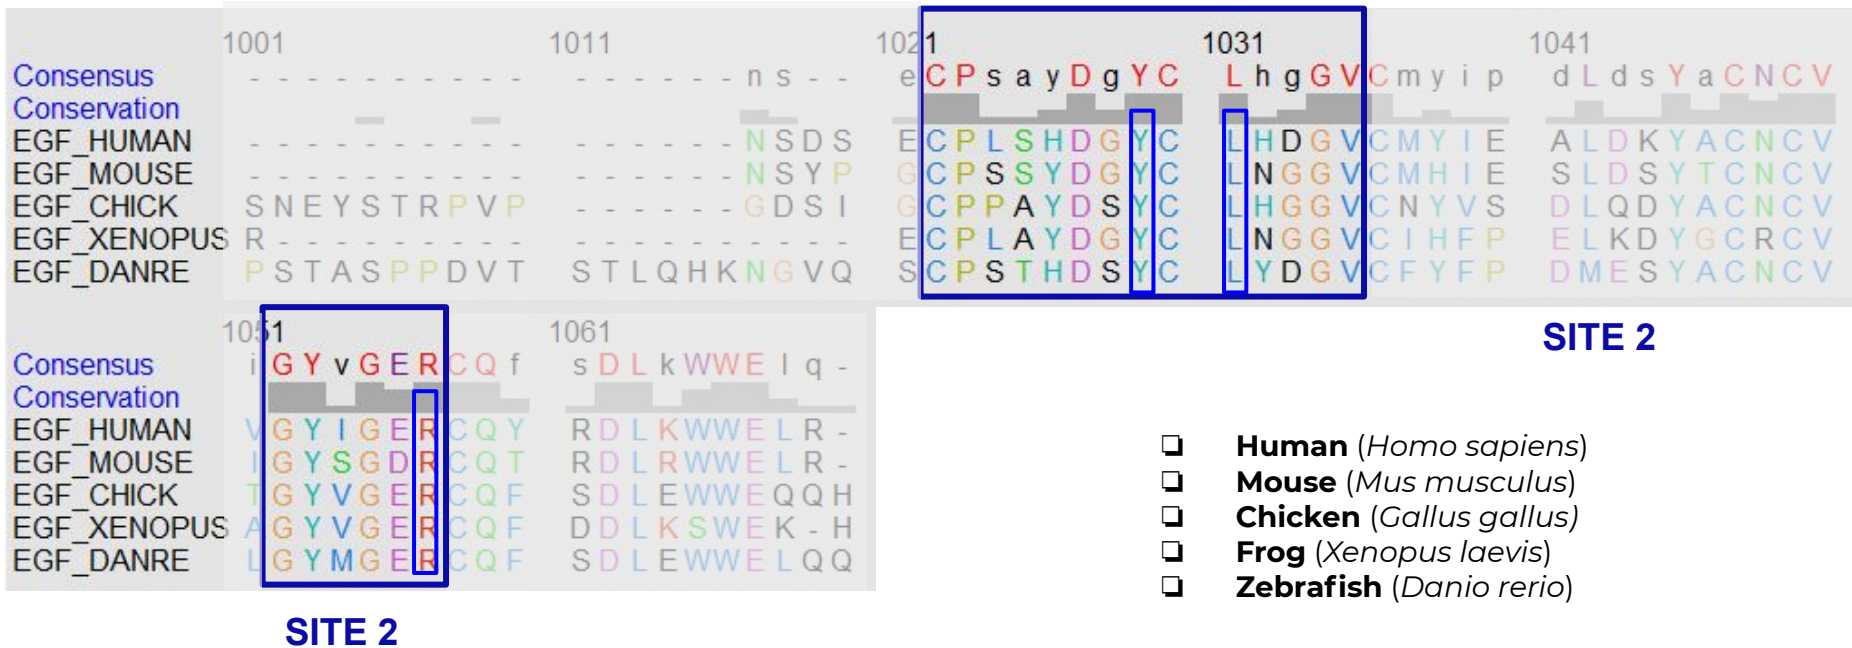 1001 1011 1021 1031 1041
Consensus - - - - - - - - - - - - - - - - n s - - e C P s a y D g Y C L h g G V C m y i p d L d s Y a C N C V
Conservation
EGF_HUMAN - - - - - - - - - - - - - - - - N S D S E C P L S H D G Y C L H D G V C M Y I E A L D K Y A C N C V
EGF_MOUSE - - - - - - - - - - - - - - - - N S Y P G C P S S Y D G Y C L N G G V C M H I E S L D S Y T C N C V
EGF_CHICK S N E Y S T R P V P - - - - - - G D S I G C P P A Y D S Y C L H G G V C N Y V S D L Q D Y A C N C V
EGF_XENOPUS R - - - - - - - - - - - - - - - - - - - E C P L A Y D G Y C L N G G V C I H F P E L K D Y G C R C V
EGF_DANRE P S T A S P P D V T S T L Q H K N G V Q S C P S T H D S Y C L Y D G V C F Y F P D M E S Y A C N C V
SITE 2
1051 1061
Consensus i G Y v G E R C Q f s D L k W W E l q -
Conservation
EGF_HUMAN V G Y I G E R C Q Y R D L K W W E L R -
EGF_MOUSE I G Y S G D R C Q T R D L R W W E L R -
EGF_CHICK T G Y V G E R C Q F S D L E W W E Q Q H
EGF_XENOPUS A G Y V G E R C Q F D D L K S W E K - H
EGF_DANRE L G Y M G E R C Q F S D L E W W E L Q Q
SITE 2
❏ Human (Homo sapiens)
❏ Mouse (Mus musculus)
❏ Chicken (Gallus gallus)
❏ Frog (Xenopus laevis)
❏ Zebrafish (Danio rerio)